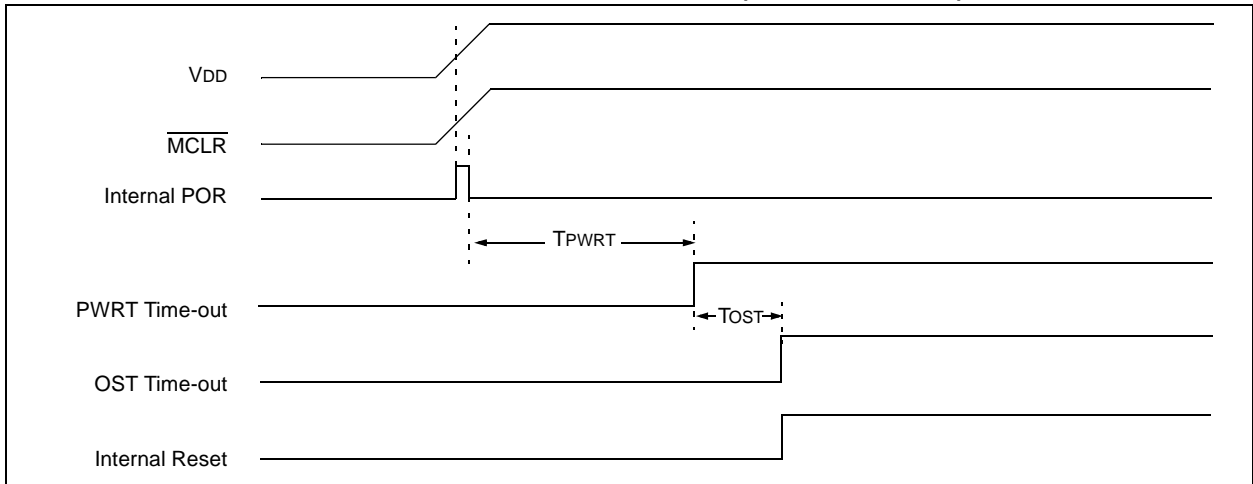 VDD
MCLR
Internal POR
TPWRT
PWRT Time-out
TOST
OST Time-out
Internal Reset